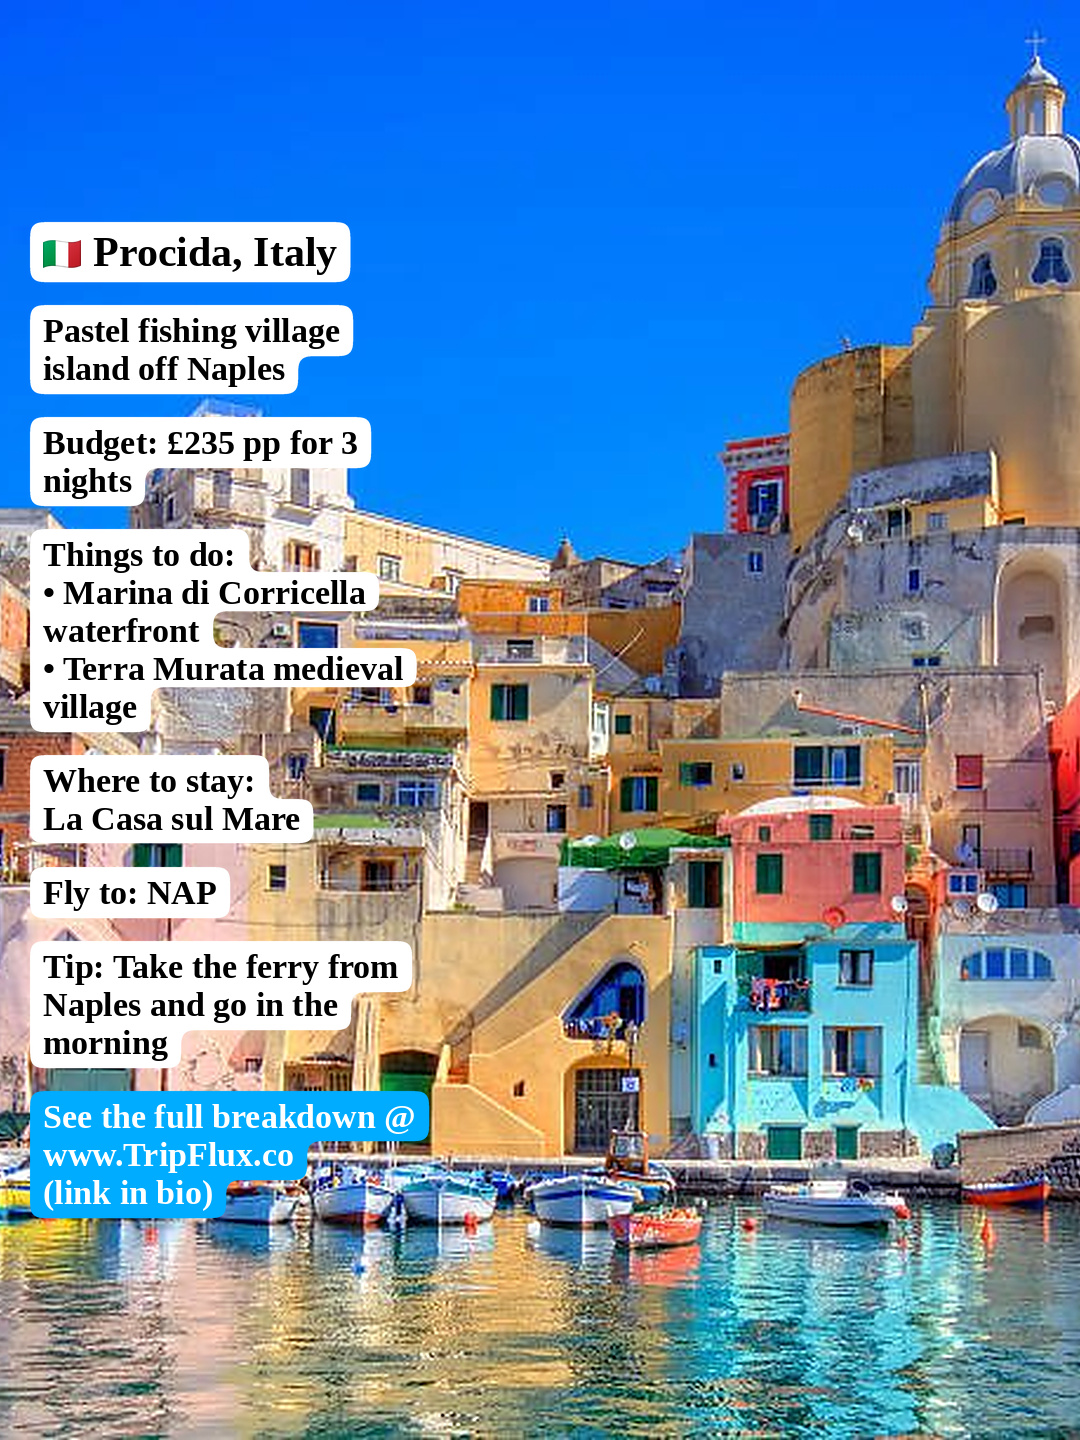 🇮🇹 Procida, Italy
Pastel fishing village
island off Naples
Budget: £235 pp for 3
nights
Things to do:
• Marina di Corricella
waterfront
• Terra Murata medieval
village
Where to stay:
La Casa sul Mare
Fly to: NAP
Tip: Take the ferry from
Naples and go in the
morning
See the full breakdown @
www.TripFlux.co
(link in bio)